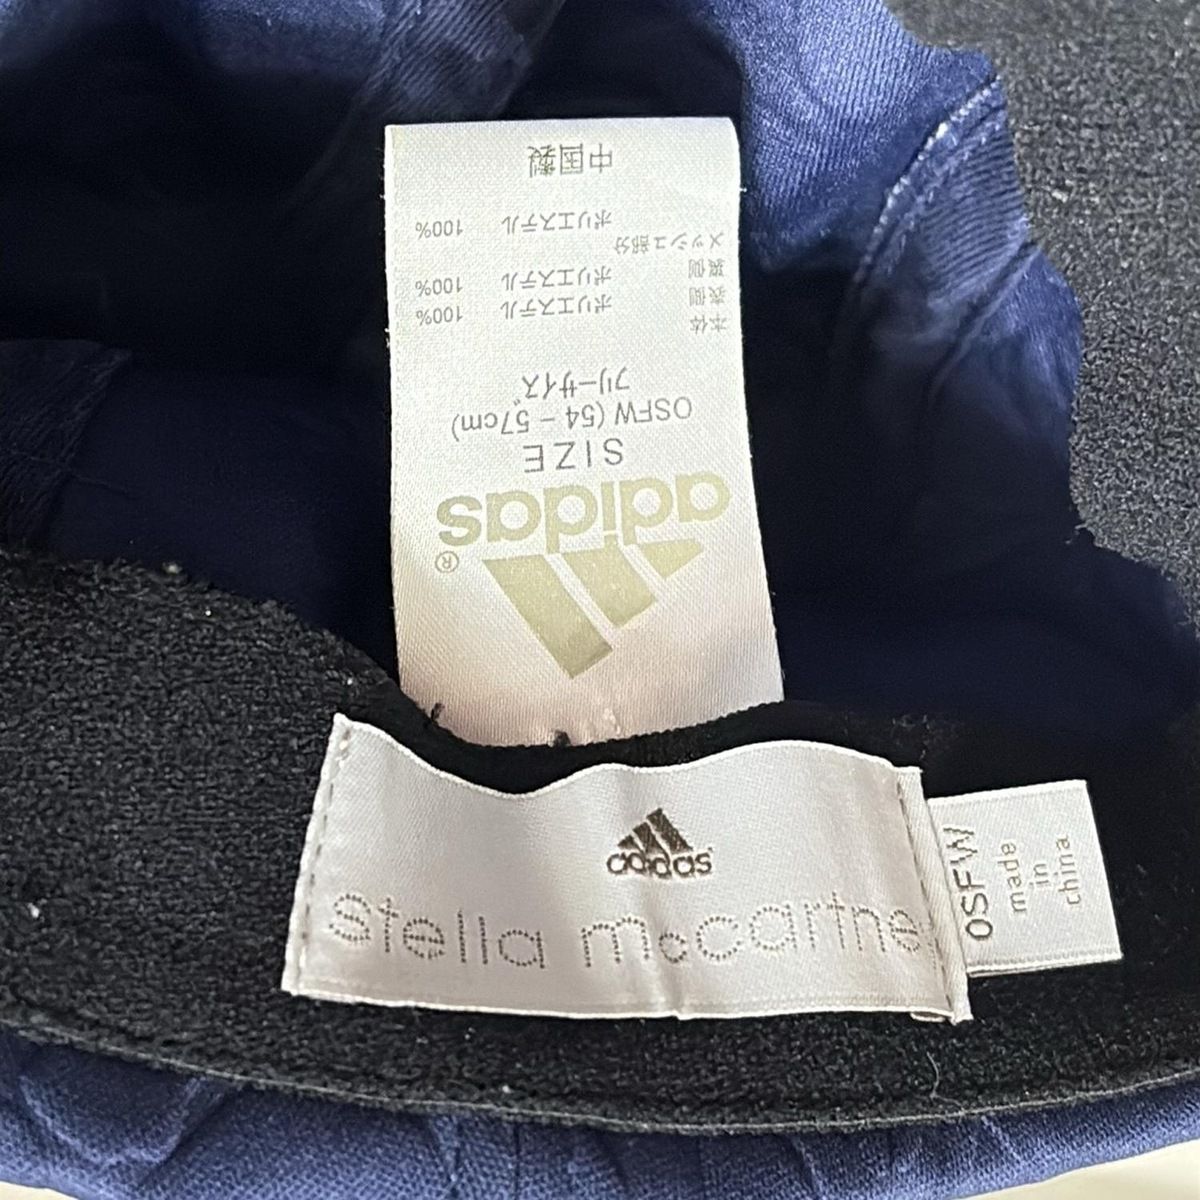 adidas
SIZE
OSFW (54 - 57cm)
フリーサイズ
本体
表側 ポリエステル 100%
裏側 ポリエステル 100%
メッシュ部分
ポリエステル 100%
中国製
adidas
stella mccartne
OSFW
made
in
china